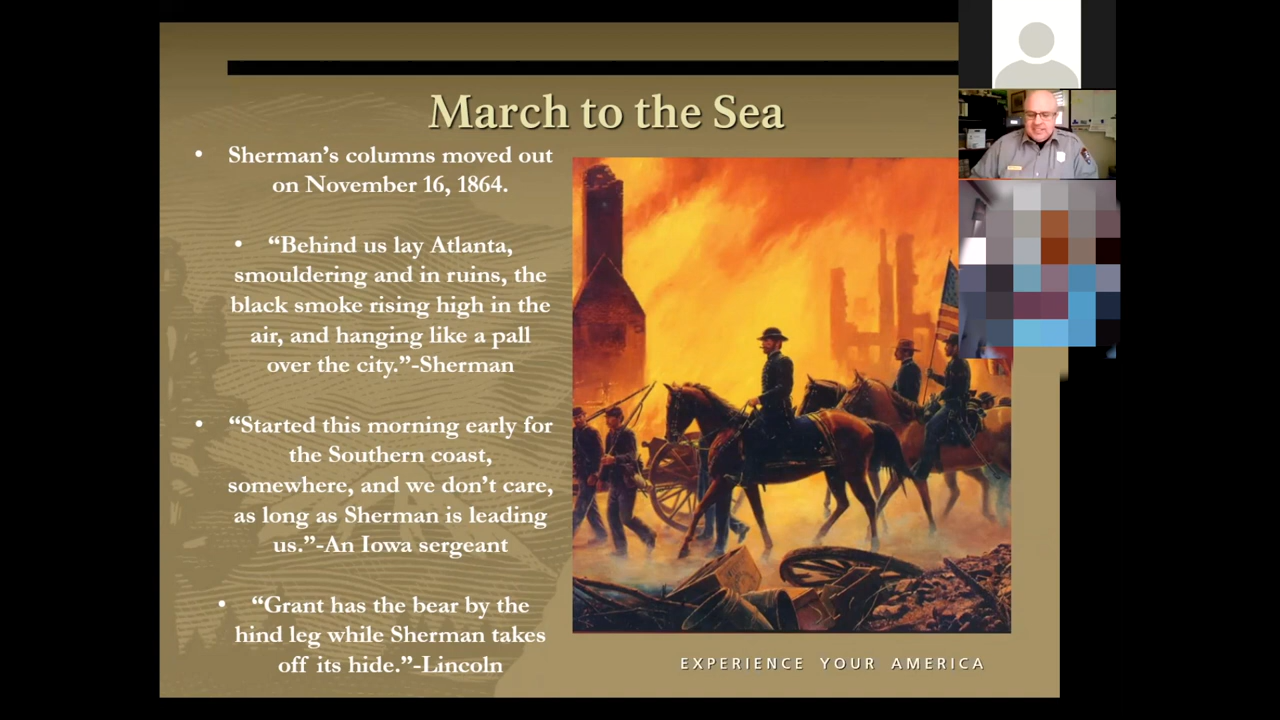 March to the Sea
• Sherman’s columns moved out
on November 16, 1864.
• “Behind us lay Atlanta,
smouldering and in ruins, the
black smoke rising high in the
air, and hanging like a pall
over the city.”-Sherman
• “Started this morning early for
the Southern coast,
somewhere, and we don’t care,
as long as Sherman is leading
us.”-An Iowa sergeant
• “Grant has the bear by the
hind leg while Sherman takes
off its hide.”-Lincoln
EXPERIENCE YOUR AMERICA